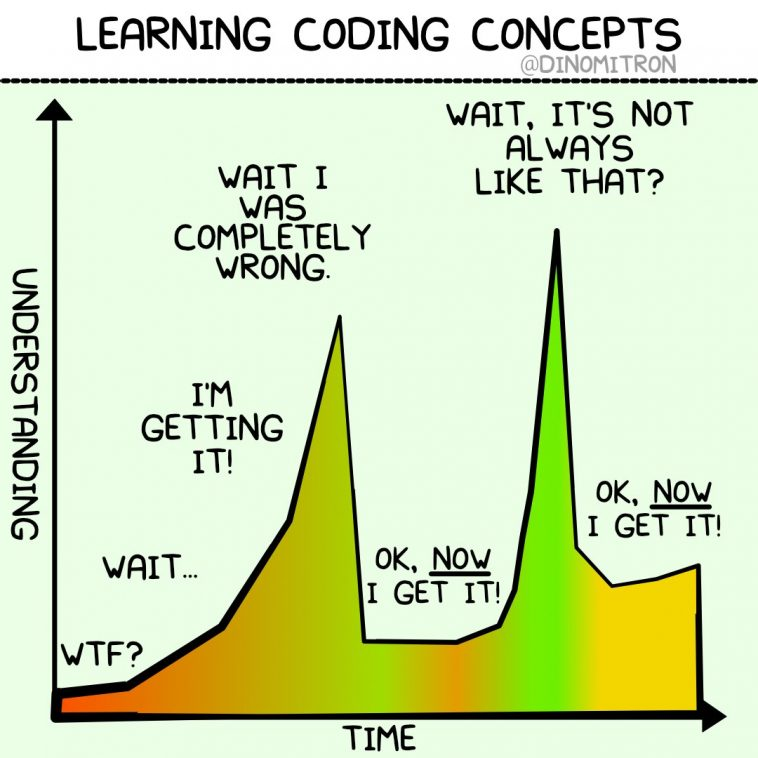 LEARNING CODING CONCEPTS
@DINOMITRON
WAIT, IT'S NOT
ALWAYS
LIKE THAT?
WAIT I
WAS
COMPLETELY
WRONG.
UNDERSTANDING
I'M
GETTING
IT!
OK, NOW
I GET IT!
WAIT...
OK, NOW
I GET IT!
WTF?
TIME